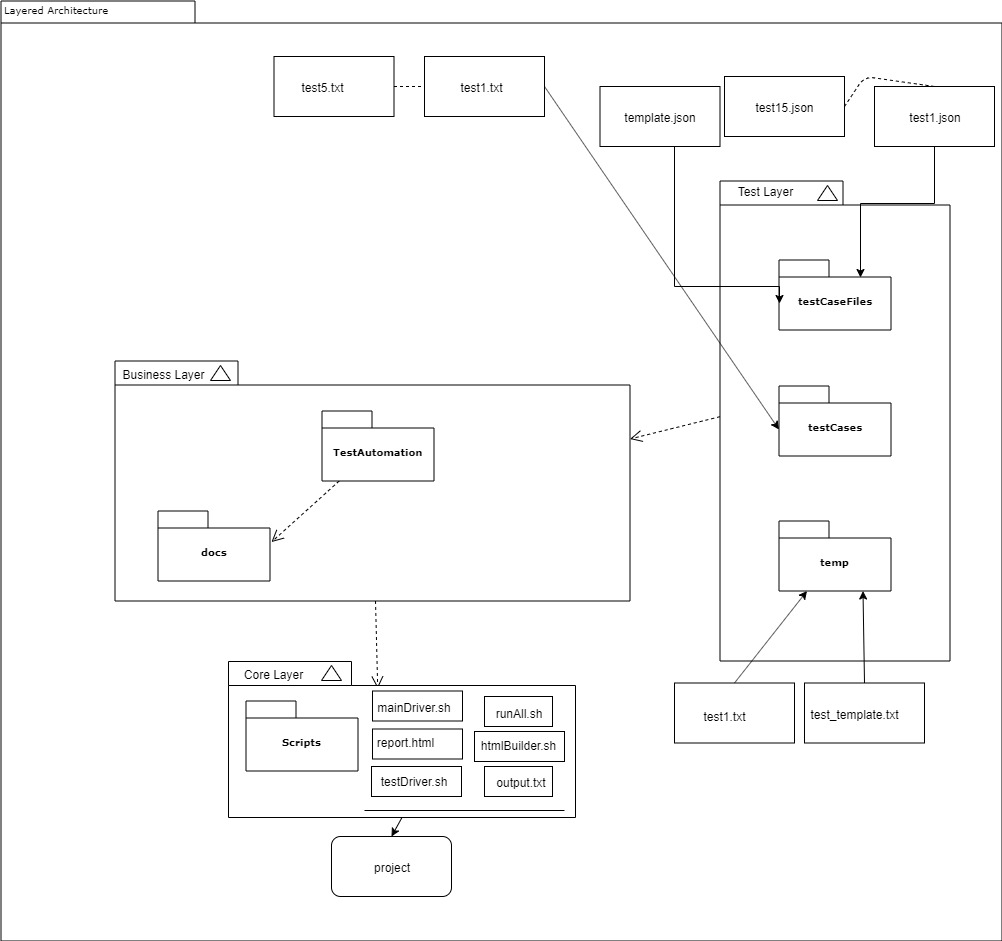 Layered Architecture
test5.txt
test1.txt
template.json
test15.json
test1.json
Test Layer
testCaseFiles
Business Layer
TestAutomation
testCases
docs
temp
Core Layer
Scripts
mainDriver.sh
runAll.sh
report.html
htmlBuilder.sh
testDriver.sh
output.txt
test1.txt
test_template.txt
project